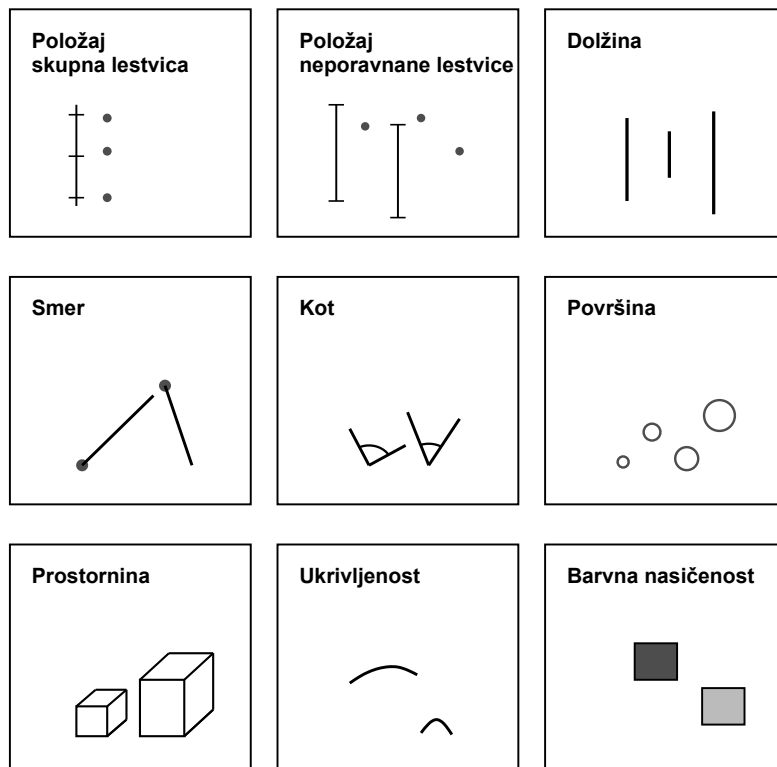 Položaj
skupna lestvica
Položaj
neporavnane lestvice
Dolžina
Smer
Kot
Površina
Prostornina
Ukrivljenost
Barvna nasičenost